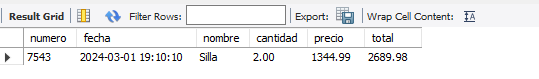 Result Grid Filter Rows: Export: Wrap Cell Content:
numero fecha nombre cantidad precio total
7543 2024-03-01 19:10:10 Silla 2.00 1344.99 2689.98